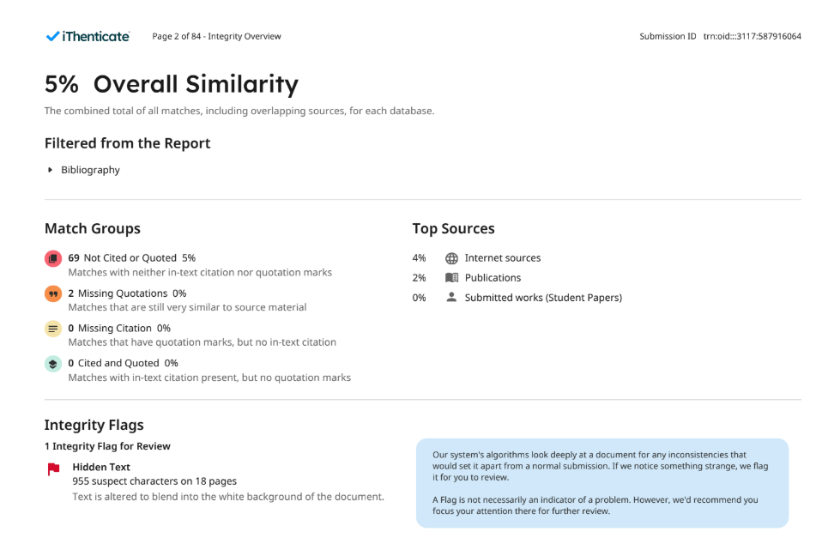 iThenticate
Page 2 of 84 - Integrity Overview
Submission ID trn:oid:::3117:587916064
5% Overall Similarity
The combined total of all matches, including overlapping sources, for each database.
Filtered from the Report
Bibliography
Match Groups
69 Not Cited or Quoted 5%
Matches with neither in-text citation nor quotation marks
2 Missing Quotations 0%
Matches that are still very similar to source material
0 Missing Citation 0%
Matches that have quotation marks, but no in-text citation
0 Cited and Quoted 0%
Matches with in-text citation present, but no quotation marks
Top Sources
4% Internet sources
2% Publications
0% Submitted works (Student Papers)
Integrity Flags
1 Integrity Flag for Review
Hidden Text
955 suspect characters on 18 pages
Text is altered to blend into the white background of the document.
Our system's algorithms look deeply at a document for any inconsistencies that
would set it apart from a normal submission. If we notice something strange, we flag
it for you to review.
A Flag is not necessarily an indicator of a problem. However, we'd recommend you
focus your attention there for further review.